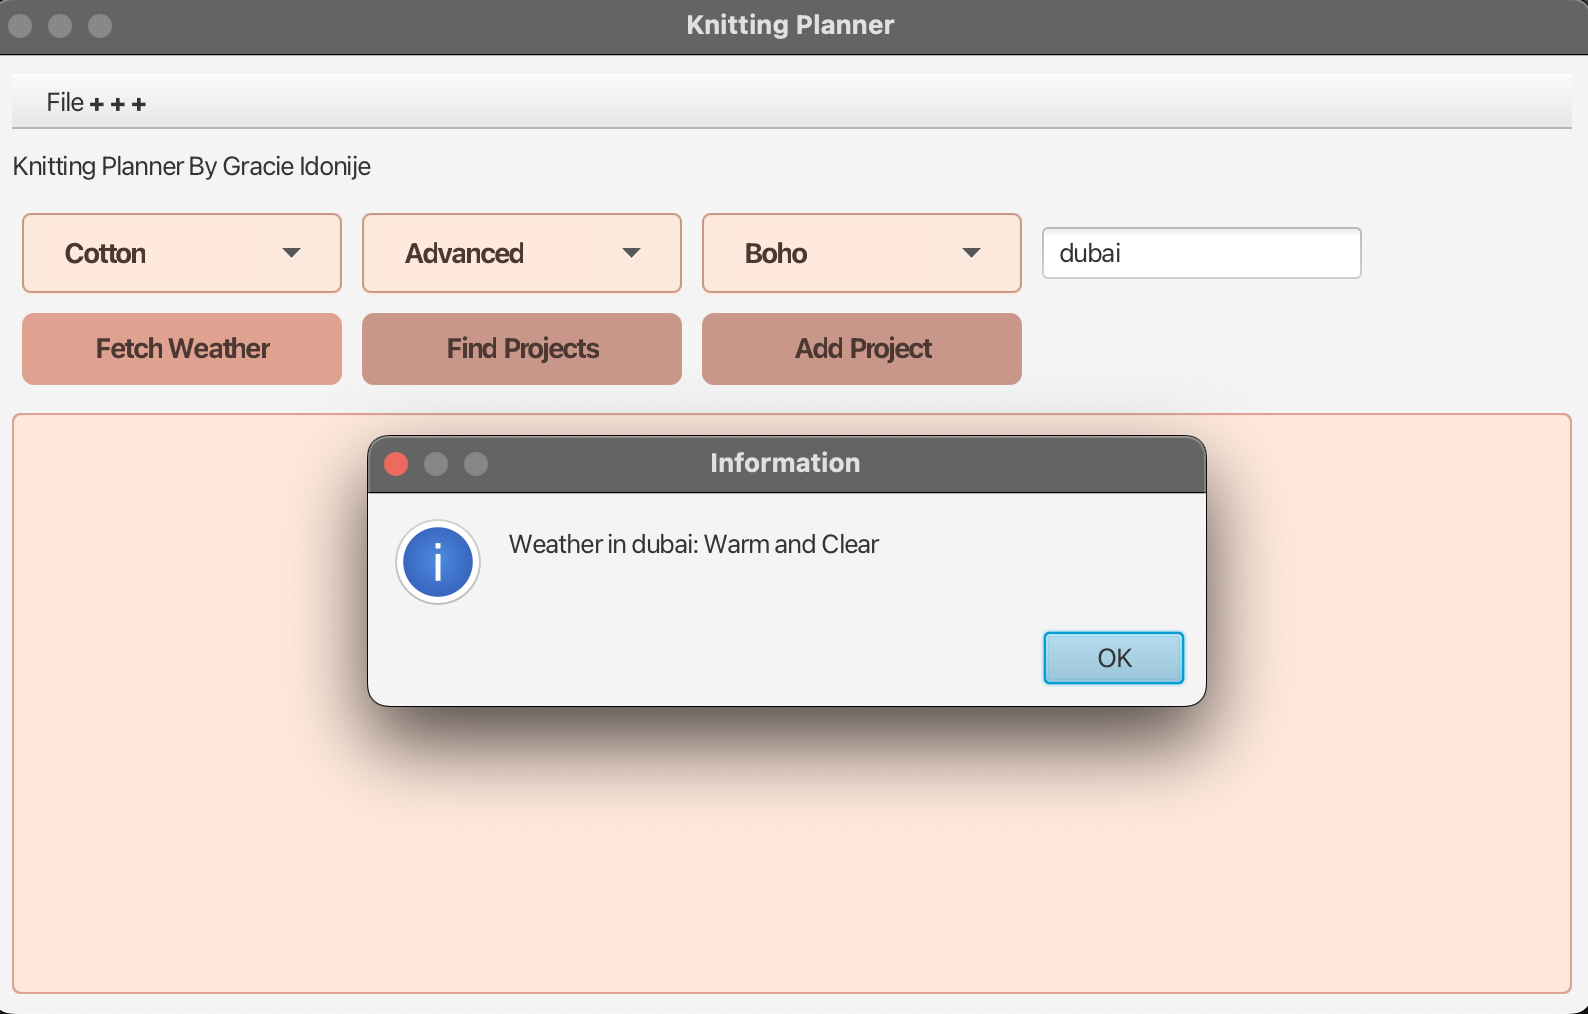 Knitting Planner
File + + +
Knitting Planner By Gracie Idonije
Cotton Advanced Boho dubai
Fetch Weather Find Projects Add Project
Information
i Weather in dubai: Warm and Clear
OK